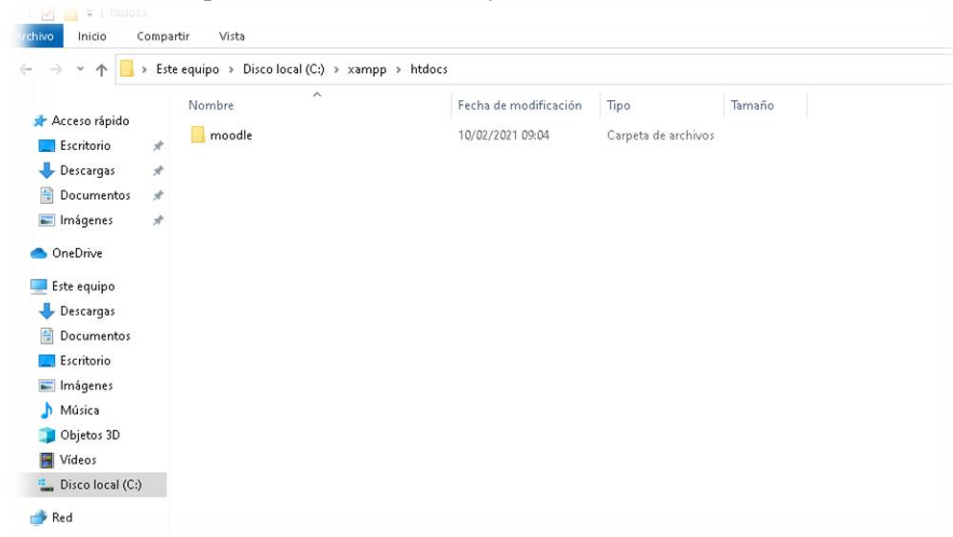 htdocs
Archivo Inicio Compartir Vista
Este equipo > Disco local (C:) > xampp > htdocs
Nombre Fecha de modificación Tipo Tamaño
moodle 10/02/2021 09:04 Carpeta de archivos
Acceso rápido
Escritorio
Descargas
Documentos
Imágenes
OneDrive
Este equipo
Descargas
Documentos
Escritorio
Imágenes
Música
Objetos 3D
Vídeos
Disco local (C:)
Red